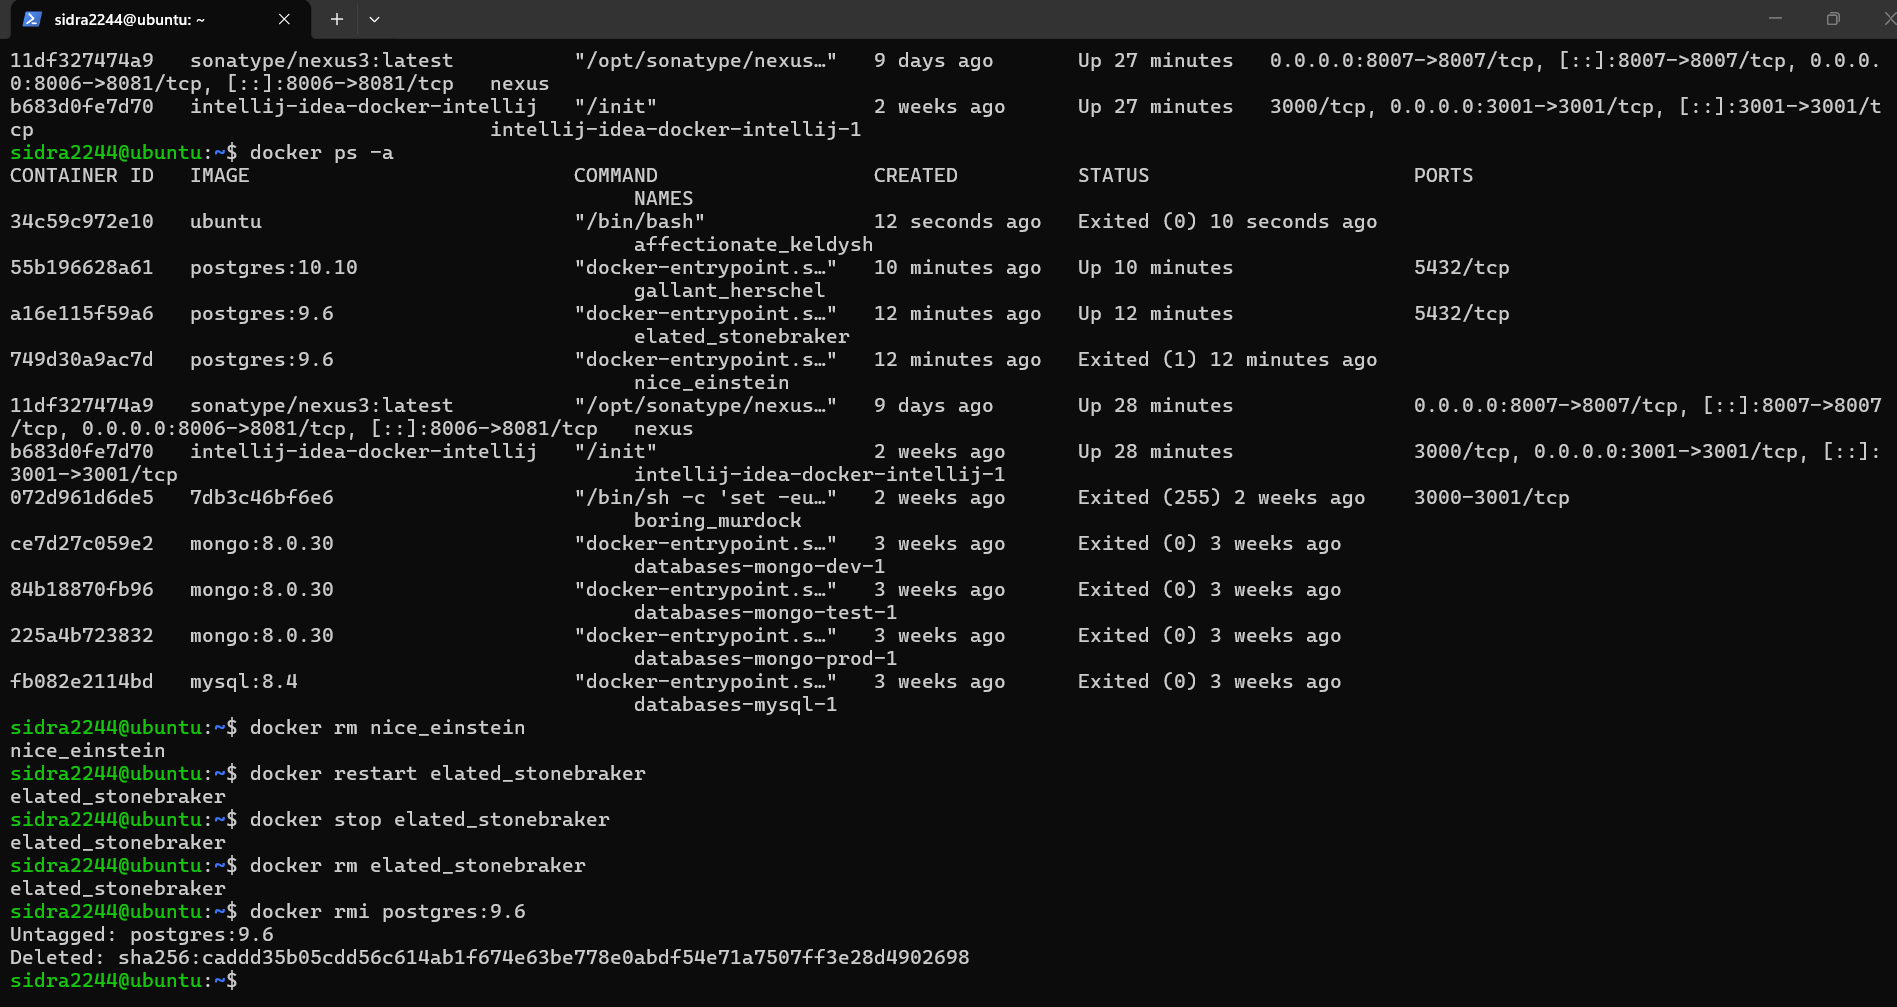 sidra2244@ubuntu: ~
11df327474a9   sonatype/nexus3:latest          "/opt/sonatype/nexus…"   9 days ago       Up 27 minutes   0.0.0.0:8007->8007/tcp, [::]:8007->8007/tcp, 0.0.0.
0:8006->8081/tcp, [::]:8006->8081/tcp   nexus
b683d0fe7d70   intellij-idea-docker-intellij   "/init"                  2 weeks ago      Up 27 minutes   3000/tcp, 0.0.0.0:3001->3001/tcp, [::]:3001->3001/t
cp                                      intellij-idea-docker-intellij-1
sidra2244@ubuntu:~$ docker ps -a
CONTAINER ID   IMAGE                           COMMAND                  CREATED          STATUS                      PORTS
                                                    NAMES
34c59c972e10   ubuntu                          "/bin/bash"              12 seconds ago   Exited (0) 10 seconds ago
                                                    affectionate_keldysh
55b196628a61   postgres:10.10                  "docker-entrypoint.s…"   10 minutes ago   Up 10 minutes               5432/tcp
                                                    gallant_herschel
a16e115f59a6   postgres:9.6                    "docker-entrypoint.s…"   12 minutes ago   Up 12 minutes               5432/tcp
                                                    elated_stonebraker
749d30a9ac7d   postgres:9.6                    "docker-entrypoint.s…"   12 minutes ago   Exited (1) 12 minutes ago
                                                    nice_einstein
11df327474a9   sonatype/nexus3:latest          "/opt/sonatype/nexus…"   9 days ago       Up 28 minutes               0.0.0.0:8007->8007/tcp, [::]:8007->8007
/tcp, 0.0.0.0:8006->8081/tcp, [::]:8006->8081/tcp   nexus
b683d0fe7d70   intellij-idea-docker-intellij   "/init"                  2 weeks ago      Up 28 minutes               3000/tcp, 0.0.0.0:3001->3001/tcp, [::]:
3001->3001/tcp                                      intellij-idea-docker-intellij-1
072d961d6de5   7db3c46bf6e6                    "/bin/sh -c 'set -eu…"   2 weeks ago      Exited (255) 2 weeks ago    3000-3001/tcp
                                                    boring_murdock
ce7d27c059e2   mongo:8.0.30                    "docker-entrypoint.s…"   3 weeks ago      Exited (0) 3 weeks ago
                                                    databases-mongo-dev-1
84b18870fb96   mongo:8.0.30                    "docker-entrypoint.s…"   3 weeks ago      Exited (0) 3 weeks ago
                                                    databases-mongo-test-1
225a4b723832   mongo:8.0.30                    "docker-entrypoint.s…"   3 weeks ago      Exited (0) 3 weeks ago
                                                    databases-mongo-prod-1
fb082e2114bd   mysql:8.4                       "docker-entrypoint.s…"   3 weeks ago      Exited (0) 3 weeks ago
                                                    databases-mysql-1
sidra2244@ubuntu:~$ docker rm nice_einstein
nice_einstein
sidra2244@ubuntu:~$ docker restart elated_stonebraker
elated_stonebraker
sidra2244@ubuntu:~$ docker stop elated_stonebraker
elated_stonebraker
sidra2244@ubuntu:~$ docker rm elated_stonebraker
elated_stonebraker
sidra2244@ubuntu:~$ docker rmi postgres:9.6
Untagged: postgres:9.6
Deleted: sha256:caddd35b05cdd56c614ab1f674e63be778e0abdf54e71a7507ff3e28d4902698
sidra2244@ubuntu:~$